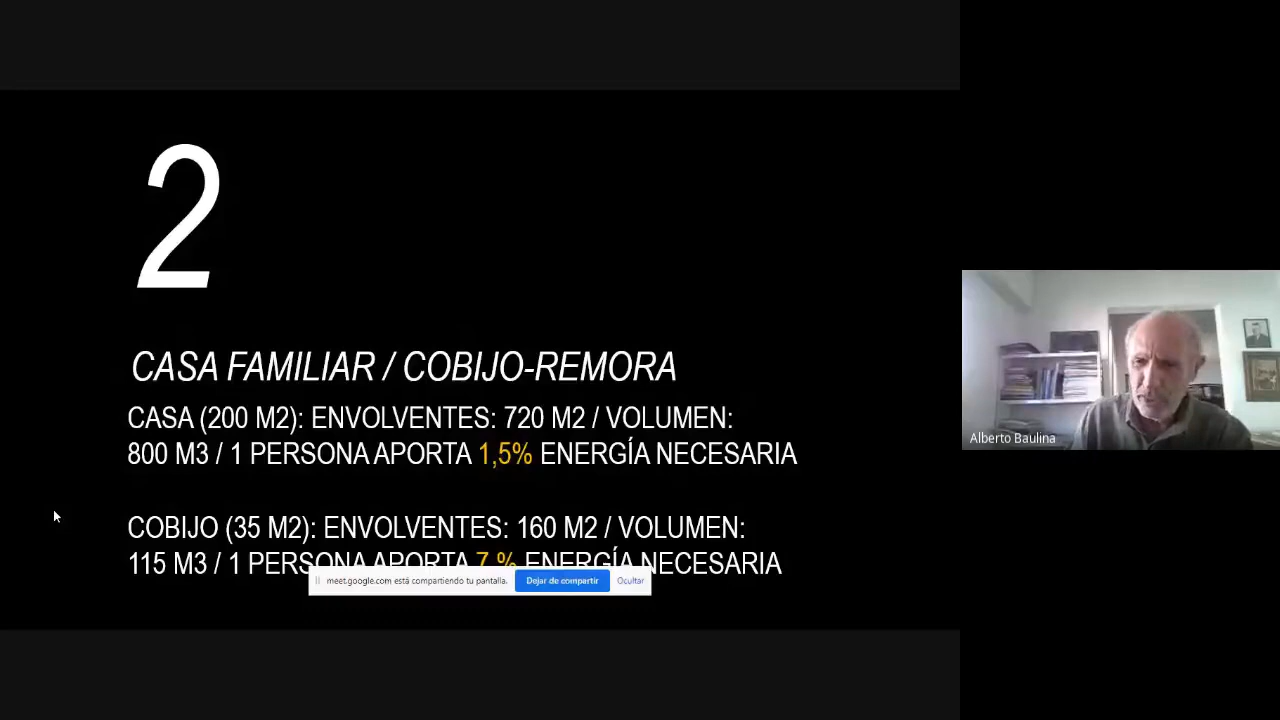 2
CASA FAMILIAR / COBIJO-REMORA
CASA (200 M2): ENVOLVENTES: 720 M2 / VOLUMEN:
800 M3 / 1 PERSONA APORTA 1,5% ENERGÍA NECESARIA
COBIJO (35 M2): ENVOLVENTES: 160 M2 / VOLUMEN:
115 M3 / 1 PERSONA APORTA 7 % ENERGÍA NECESARIA
meet.google.com está compartiendo tu pantalla. Dejar de compartir Ocultar
Alberto Baulina